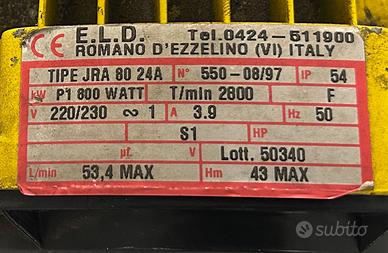 CE E.L.D. Tel.0424-511900
ROMANO D'EZZELINO (VI) ITALY
TIPE JRA 80 24A N° 550-08/97 IP 54
kW P1 800 WATT T/min 2800 F
V 220/230 ∞ 1 A 3.9 Hz 50
S1 HP
µf. V Lott. 50340
L/min 53,4 MAX Hm 43 MAX
subito